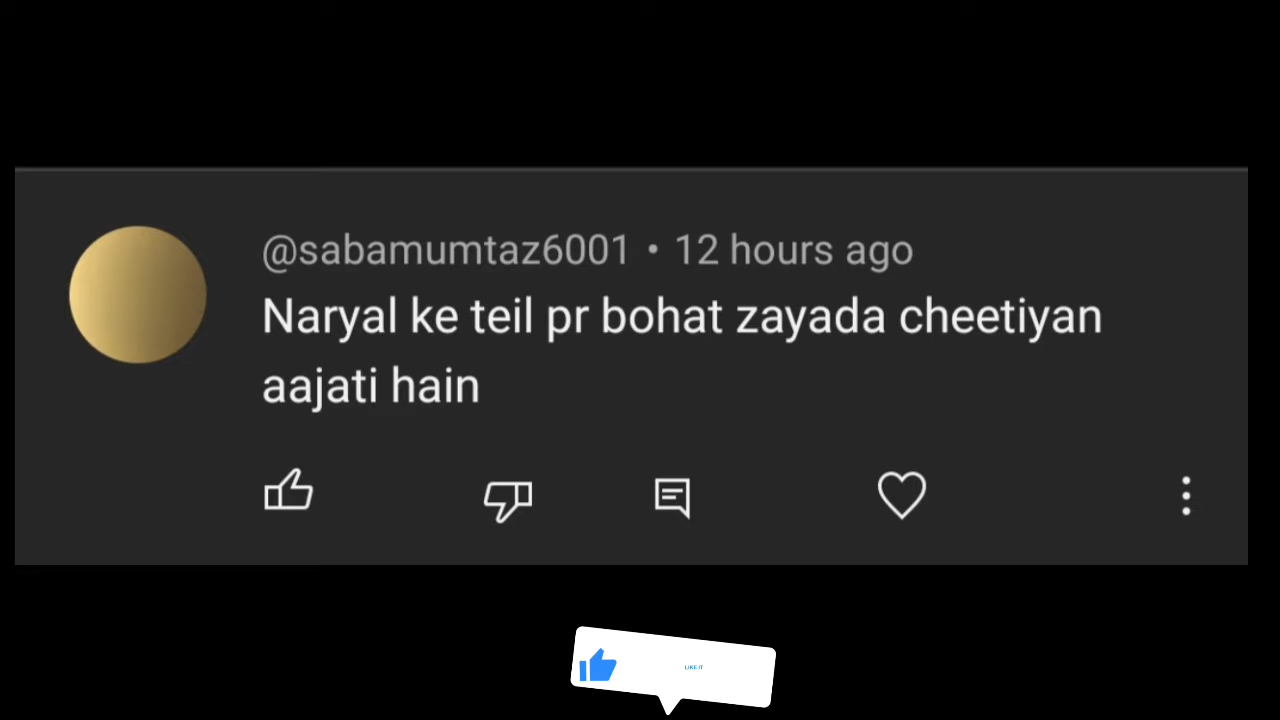 @sabamumtaz6001 • 12 hours ago
Naryal ke teil pr bohat zayada cheetiyan
aajati hain
LIKE IT